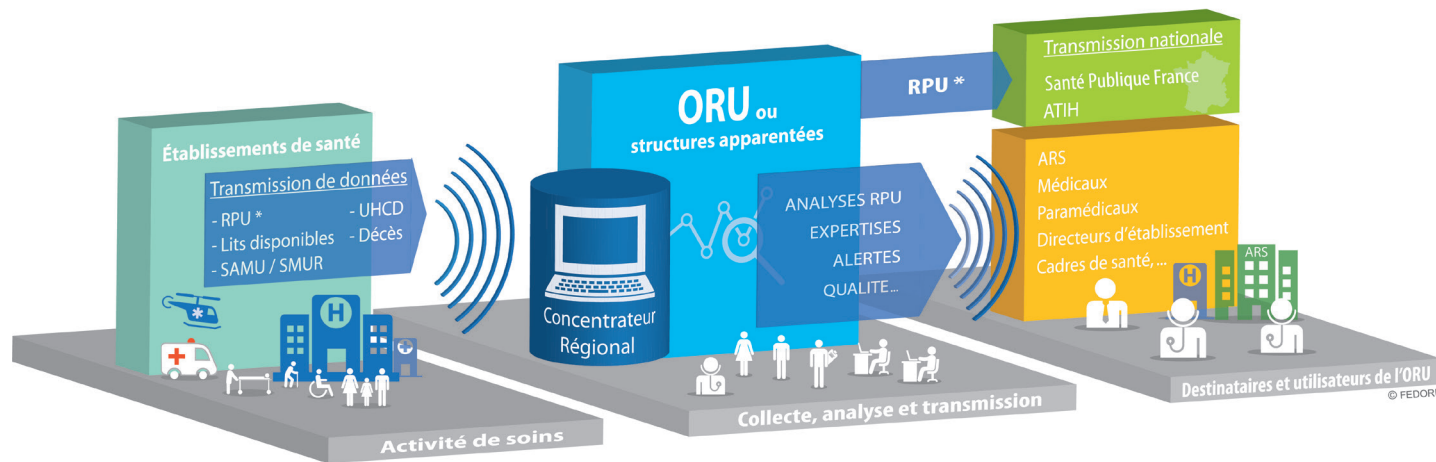 Établissements de santé
Transmission de données
- RPU *
- Lits disponibles
- SAMU / SMUR
- UHCD
- Décès
H
Activité de soins
ORU ou
structures apparentées
Concentrateur
Régional
ANALYSES RPU
EXPERTISES
ALERTES
QUALITE...
Collecte, analyse et transmission
RPU *
Transmission nationale
Santé Publique France
ATIH
ARS
Médicaux
Paramédicaux
Directeurs d'établissement
Cadres de santé,...
H
ARS
Destinataires et utilisateurs de l'ORU